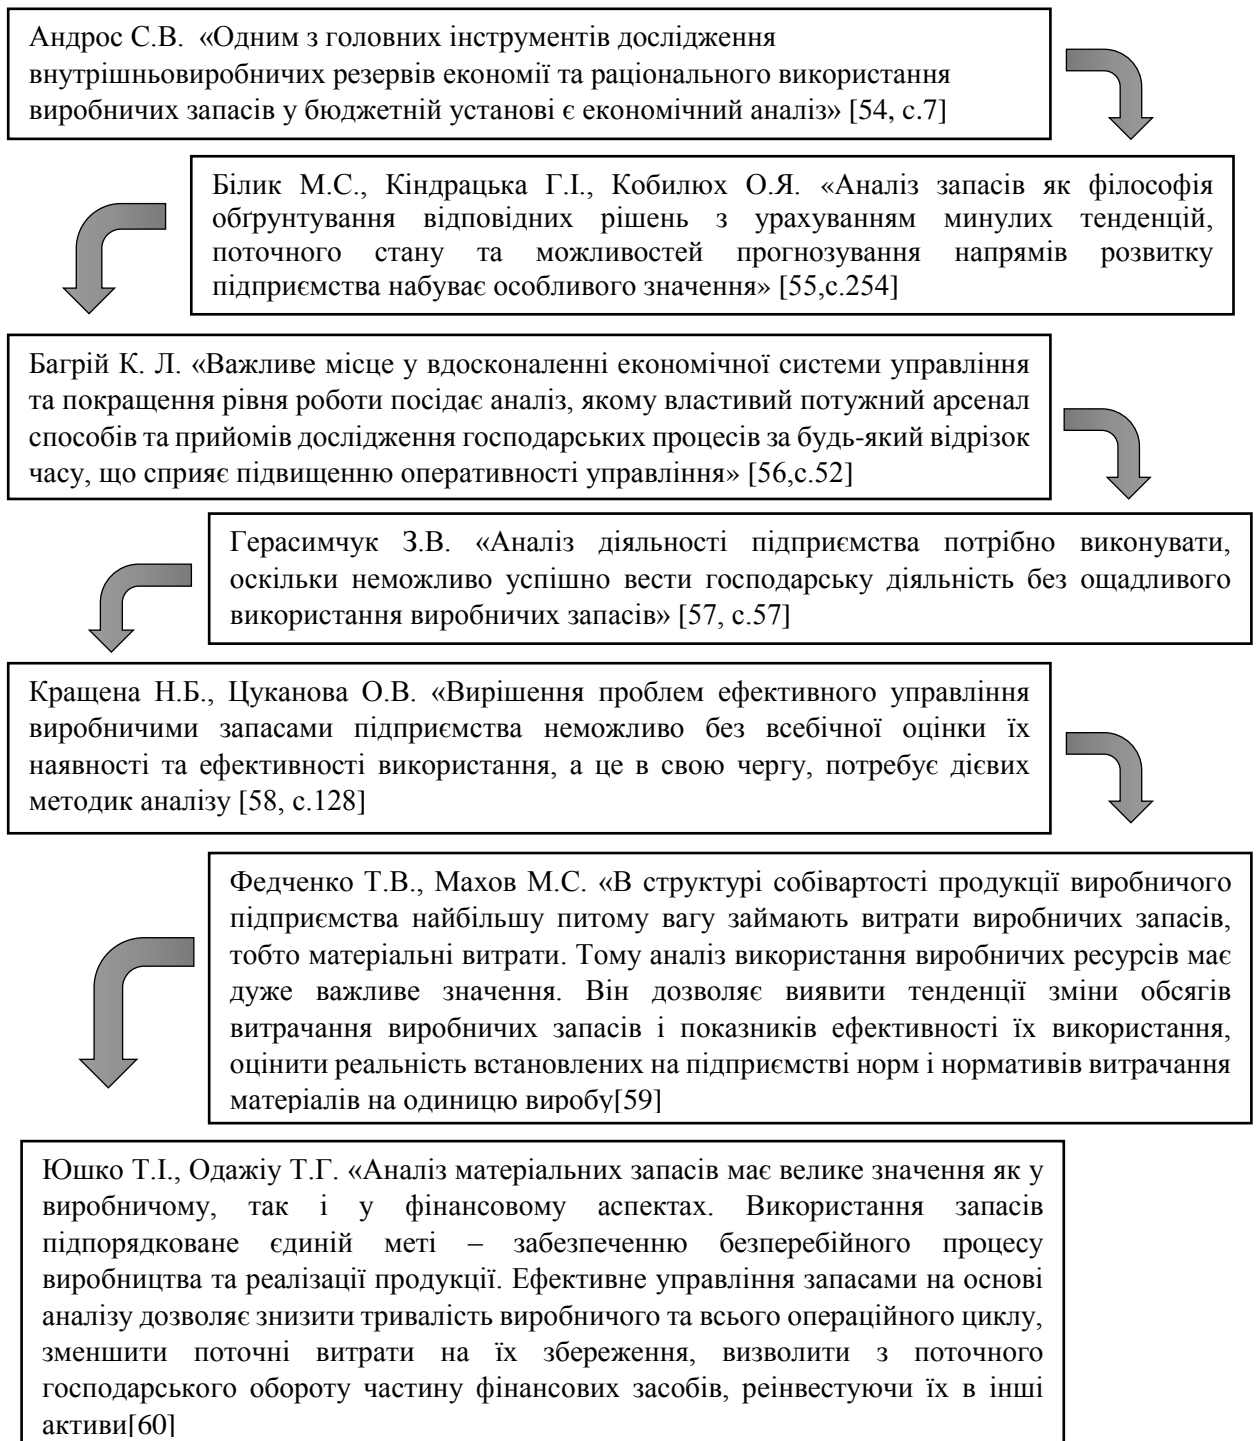 Андрос С.В. «Одним з головних інструментів дослідження
внутрішньовиробничих резервів економії та раціонального використання
виробничих запасів у бюджетній установі є економічний аналіз» [54, с.7]
Білик М.С., Кіндрацька Г.І., Кобилюх О.Я. «Аналіз запасів як філософія
обґрунтування відповідних рішень з урахуванням минулих тенденцій,
поточного стану та можливостей прогнозування напрямів розвитку
підприємства набуває особливого значення» [55,с.254]
Багрій К. Л. «Важливе місце у вдосконаленні економічної системи управління
та покращення рівня роботи посідає аналіз, якому властивий потужний арсенал
способів та прийомів дослідження господарських процесів за будь-який відрізок
часу, що сприяє підвищенню оперативності управління» [56,с.52]
Герасимчук З.В. «Аналіз діяльності підприємства потрібно виконувати,
оскільки неможливо успішно вести господарську діяльність без ощадливого
використання виробничих запасів» [57, с.57]
Кращена Н.Б., Цуканова О.В. «Вирішення проблем ефективного управління
виробничими запасами підприємства неможливо без всебічної оцінки їх
наявності та ефективності використання, а це в свою чергу, потребує дієвих
методик аналізу [58, с.128]
Федченко Т.В., Махов М.С. «В структурі собівартості продукції виробничого
підприємства найбільшу питому вагу займають витрати виробничих запасів,
тобто матеріальні витрати. Тому аналіз використання виробничих ресурсів має
дуже важливе значення. Він дозволяє виявити тенденції зміни обсягів
витрачання виробничих запасів і показників ефективності їх використання,
оцінити реальність встановлених на підприємстві норм і нормативів витрачання
матеріалів на одиницю виробу[59]
Юшко Т.І., Одажіу Т.Г. «Аналіз матеріальних запасів має велике значення як у
виробничому, так і у фінансовому аспектах. Використання запасів
підпорядковане єдиній меті – забезпеченню безперебійного процесу
виробництва та реалізації продукції. Ефективне управління запасами на основі
аналізу дозволяє знизити тривалість виробничого та всього операційного циклу,
зменшити поточні витрати на їх збереження, визволити з поточного
господарського обороту частину фінансових засобів, реінвестуючи їх в інші
активи[60]